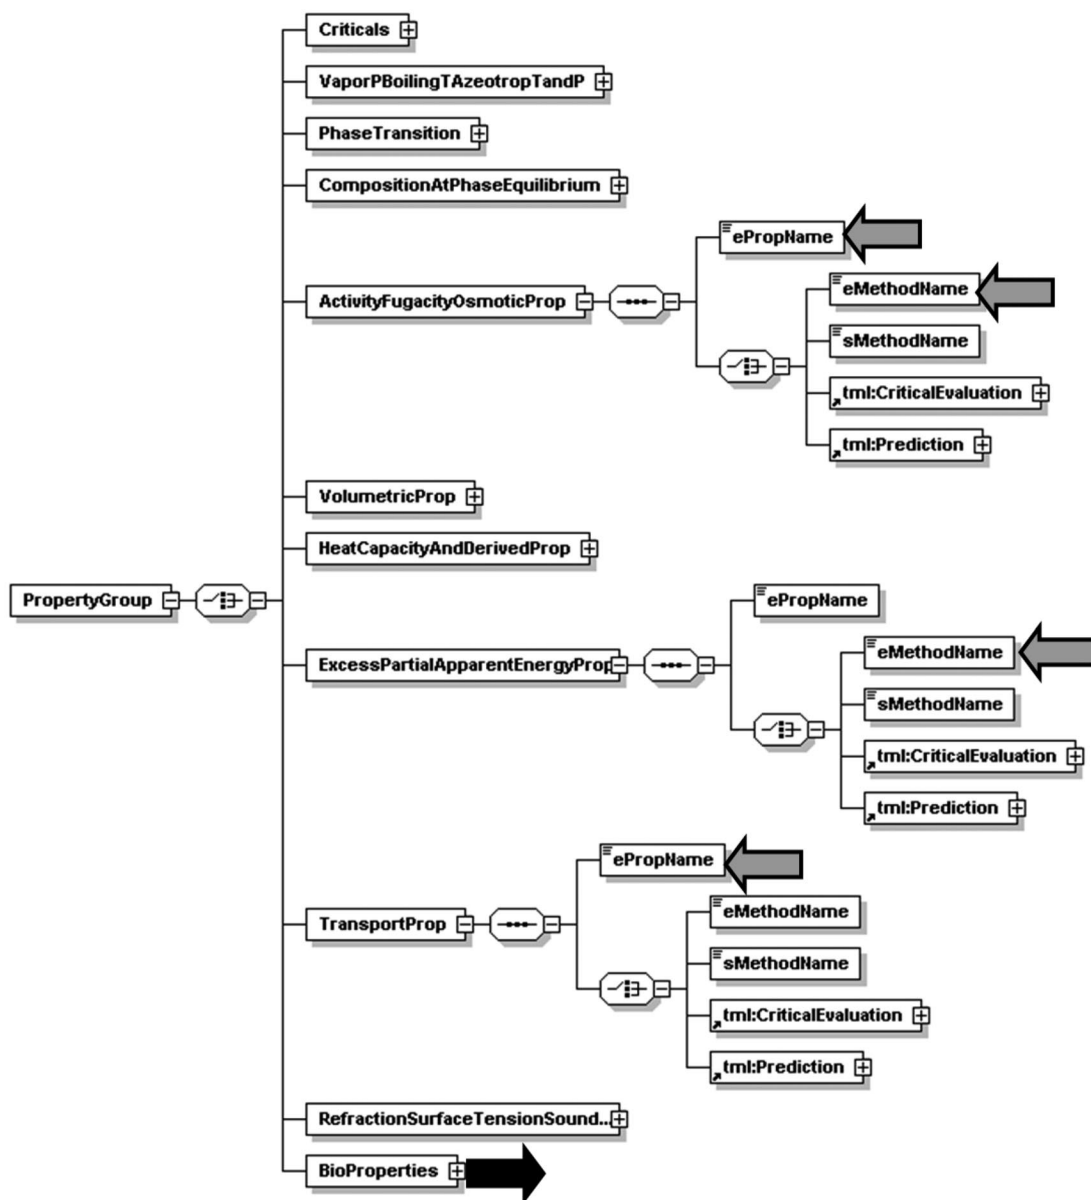 Criticals
VaporPBoilingTAzeotropTandP
PhaseTransition
CompositionAtPhaseEquilibrium
ePropName
eMethodName
ActivityFugacityOsmoticProp
sMethodName
tml:CriticalEvaluation
tml:Prediction
VolumetricProp
HeatCapacityAndDerivedProp
PropertyGroup
ePropName
eMethodName
ExcessPartialApparentEnergyProp
sMethodName
tml:CriticalEvaluation
tml:Prediction
ePropName
eMethodName
TransportProp
sMethodName
tml:CriticalEvaluation
tml:Prediction
RefractionSurfaceTensionSound...
BioProperties